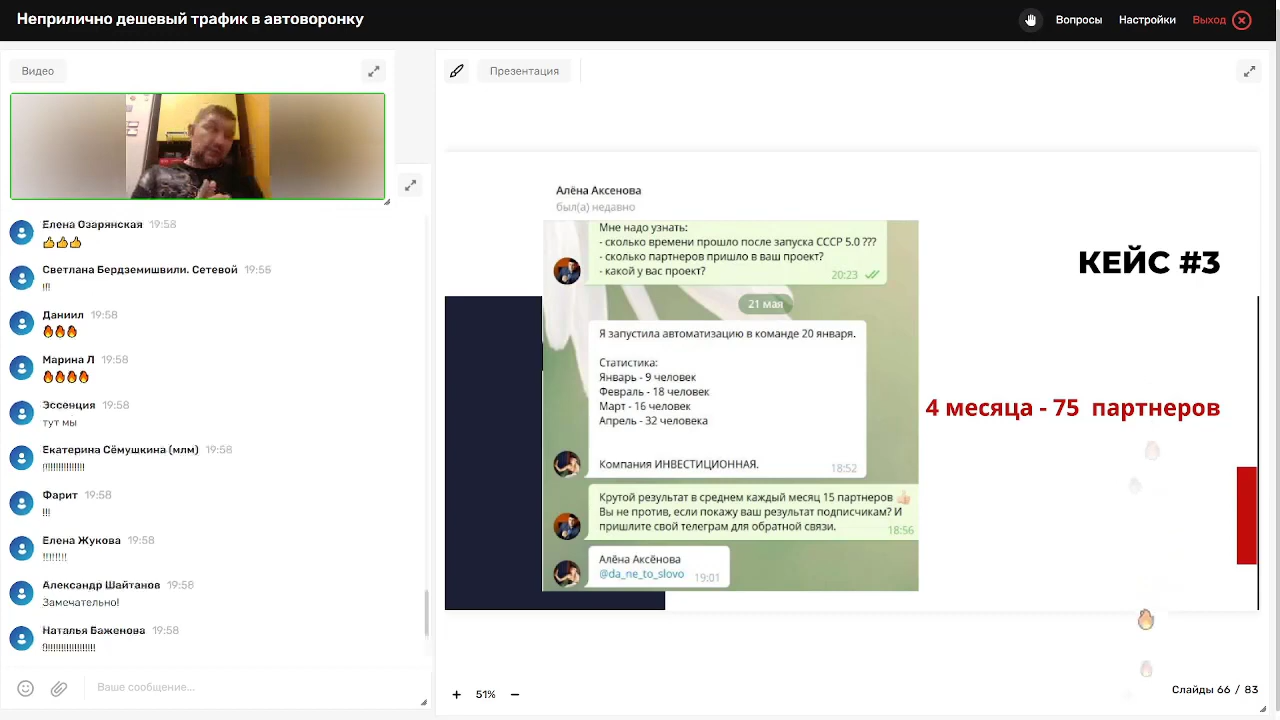 Неприлично дешевый трафик в автоворонку
Вопросы
Настройки
Выход
Видео
Елена Озарянская 19:58
Светлана Бердземишвили. Сетевой 19:58
!!!
Даниил 19:58
Марина Л 19:58
Эссенция 19:58
тут мы
Екатерина Сёмушкина (млм) 19:58
!!!!!!!!!!!!!!!!
Фарит 19:58
!!!
Елена Жукова 19:58
!!!!!!!!
Александр Шайтанов 19:58
Замечательно!
Наталья Баженова 19:58
!!!!!!!!!!!!!!!!!!!!
Ваше сообщение...
Презентация
Алёна Аксенова
был(а) недавно
Мне надо узнать:
- сколько времени прошло после запуска СССР 5.0 ???
- сколько партнеров пришло в ваш проект?
- какой у вас проект?
20:23
21 мая
Я запустила автоматизацию в команде 20 января.
Статистика:
Январь - 9 человек
Февраль - 18 человек
Март - 16 человек
Апрель - 32 человека
Компания ИНВЕСТИЦИОННАЯ.
18:52
Крутой результат в среднем каждый месяц 15 партнеров
Вы не против, если покажу ваш результат подписчикам? И
пришлите свой телеграм для обратной связи.
18:56
Алёна Аксёнова
@da_ne_to_slovo 19:01
КЕЙС #3
4 месяца - 75 партнеров
+ 51% −
Слайды 66 / 83